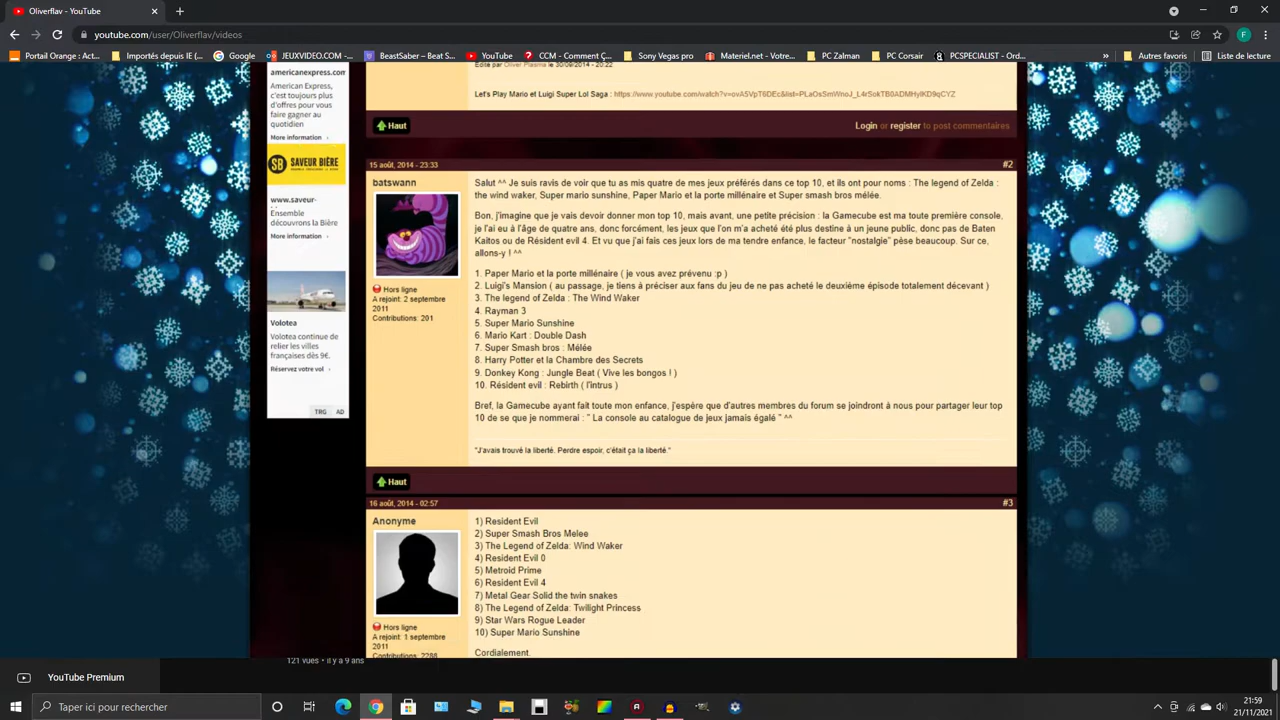 Oliverflav - YouTube
youtube.com/user/Oliverflav/videos
Portail Orange - Act...
Importés depuis IE (...
Google
JEUXVIDEO.COM -...
BeastSaber - Beat S...
YouTube
CCM - Comment Ç...
Sony Vegas pro
Materiel.net - Votre...
PC Zalman
PC Corsair
PCSPECIALIST - Ord...
»
Autres favoris
americanexpress.com
American Express,
c'est toujours plus
d'offres pour vous
faire gagner au
quotidien
More information ›
SB SAVEUR BIÈRE
www.saveur-
Ensemble
découvrons la Bière
More information ›
Volotea
Volotea continue de
relier les villes
françaises dès 9€.
Réservez votre vol ›
TRG AD
Edité par Oliver Plasma le 30/09/2014 - 20:22
Let's Play Mario et Luigi Super Lol Saga :
Haut
Login or register to post commentaires
15 août, 2014 - 23:33
#2
batswann
Hors ligne
A rejoint: 2 septembre
2011
Contributions: 201
Salut ^^ Je suis ravis de voir que tu as mis quatre de mes jeux préférés dans ce top 10, et ils ont pour noms : The legend of Zelda :
the wind waker, Super mario sunshine, Paper Mario et la porte millénaire et Super smash bros mélée.
Bon, j'imagine que je vais devoir donner mon top 10, mais avant, une petite précision : la Gamecube est ma toute première console,
je l'ai eu à l'âge de quatre ans, donc forcément, les jeux que l'on m'a acheté été plus destine à un jeune public, donc pas de Baten
Kaitos ou de Résident evil 4. Et vu que j'ai fais ces jeux lors de ma tendre enfance, le facteur "nostalgie" pèse beaucoup. Sur ce,
allons-y ! ^^
1. Paper Mario et la porte millénaire ( je vous avez prévenu :p )
2. Luigi's Mansion ( au passage, je tiens à préciser aux fans du jeu de ne pas acheté le deuxième épisode totalement décevant )
3. The legend of Zelda : The Wind Waker
4. Rayman 3
5. Super Mario Sunshine
6. Mario Kart : Double Dash
7. Super Smash bros : Mélée
8. Harry Potter et la Chambre des Secrets
9. Donkey Kong : Jungle Beat ( Vive les bongos ! )
10. Résident evil : Rebirth ( l'intrus )
Bref, la Gamecube ayant fait toute mon enfance, j'espère que d'autres membres du forum se joindront à nous pour partager leur top
10 de se que je nommerai : " La console au catalogue de jeux jamais égalé " ^^
"J'avais trouvé la liberté. Perdre espoir, c'était ça la liberté."
Haut
16 août, 2014 - 02:57
#3
Anonyme
Hors ligne
A rejoint: 1 septembre
2011
Contributions: 2288
1) Resident Evil
2) Super Smash Bros Melee
3) The Legend of Zelda: Wind Waker
4) Resident Evil 0
5) Metroid Prime
6) Resident Evil 4
7) Metal Gear Solid the twin snakes
8) The Legend of Zelda: Twilight Princess
9) Star Wars Rogue Leader
10) Super Mario Sunshine
Cordialement.
121 vues • il y a 9 ans
YouTube Premium
Taper ici pour rechercher
21:59
21/11/2021